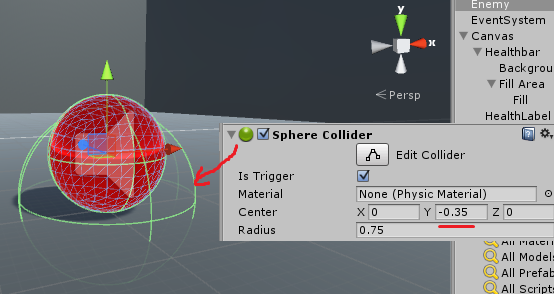 y
x
Persp
Enemy
EventSystem
Canvas
Healthbar
Backgrou
Fill Area
Fill
HealthLabel
Sphere Collider
Edit Collider
Is Trigger
Material None (Physic Material)
Center X 0 Y -0.35 Z 0
Radius 0.75
All Mater
All Models
All Prefab
All Scripts